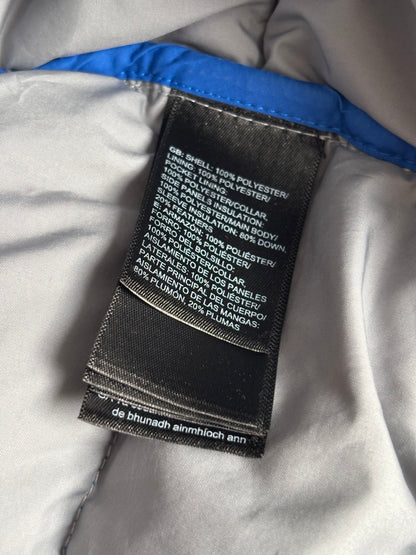 GB: SHELL: 100% POLYESTER/
LINING: 100% POLYESTER/
POCKET LINING:
100% POLYESTER/COLLAR.
SIDE PANELS INSULATION:
100% POLYESTER/MAIN BODY/
SLEEVE INSULATION: 80% DOWN,
20% FEATHERS
E: ARMAZÓN: 100% POLIÉSTER/
FORRO: 100% POLIÉSTER/
FORRO DEL BOLSILLO:
100% POLIÉSTER/COLLAR.
AISLAMIENTO DE LOS PANELES
LATERALES: 100% POLIÉSTER/
PARTE PRINCIPAL DEL CUERPO/
AISLAMIENTO DE LAS MANGAS:
80% PLUMÓN, 20% PLUMAS
de bhunadh ainmhíoch ann